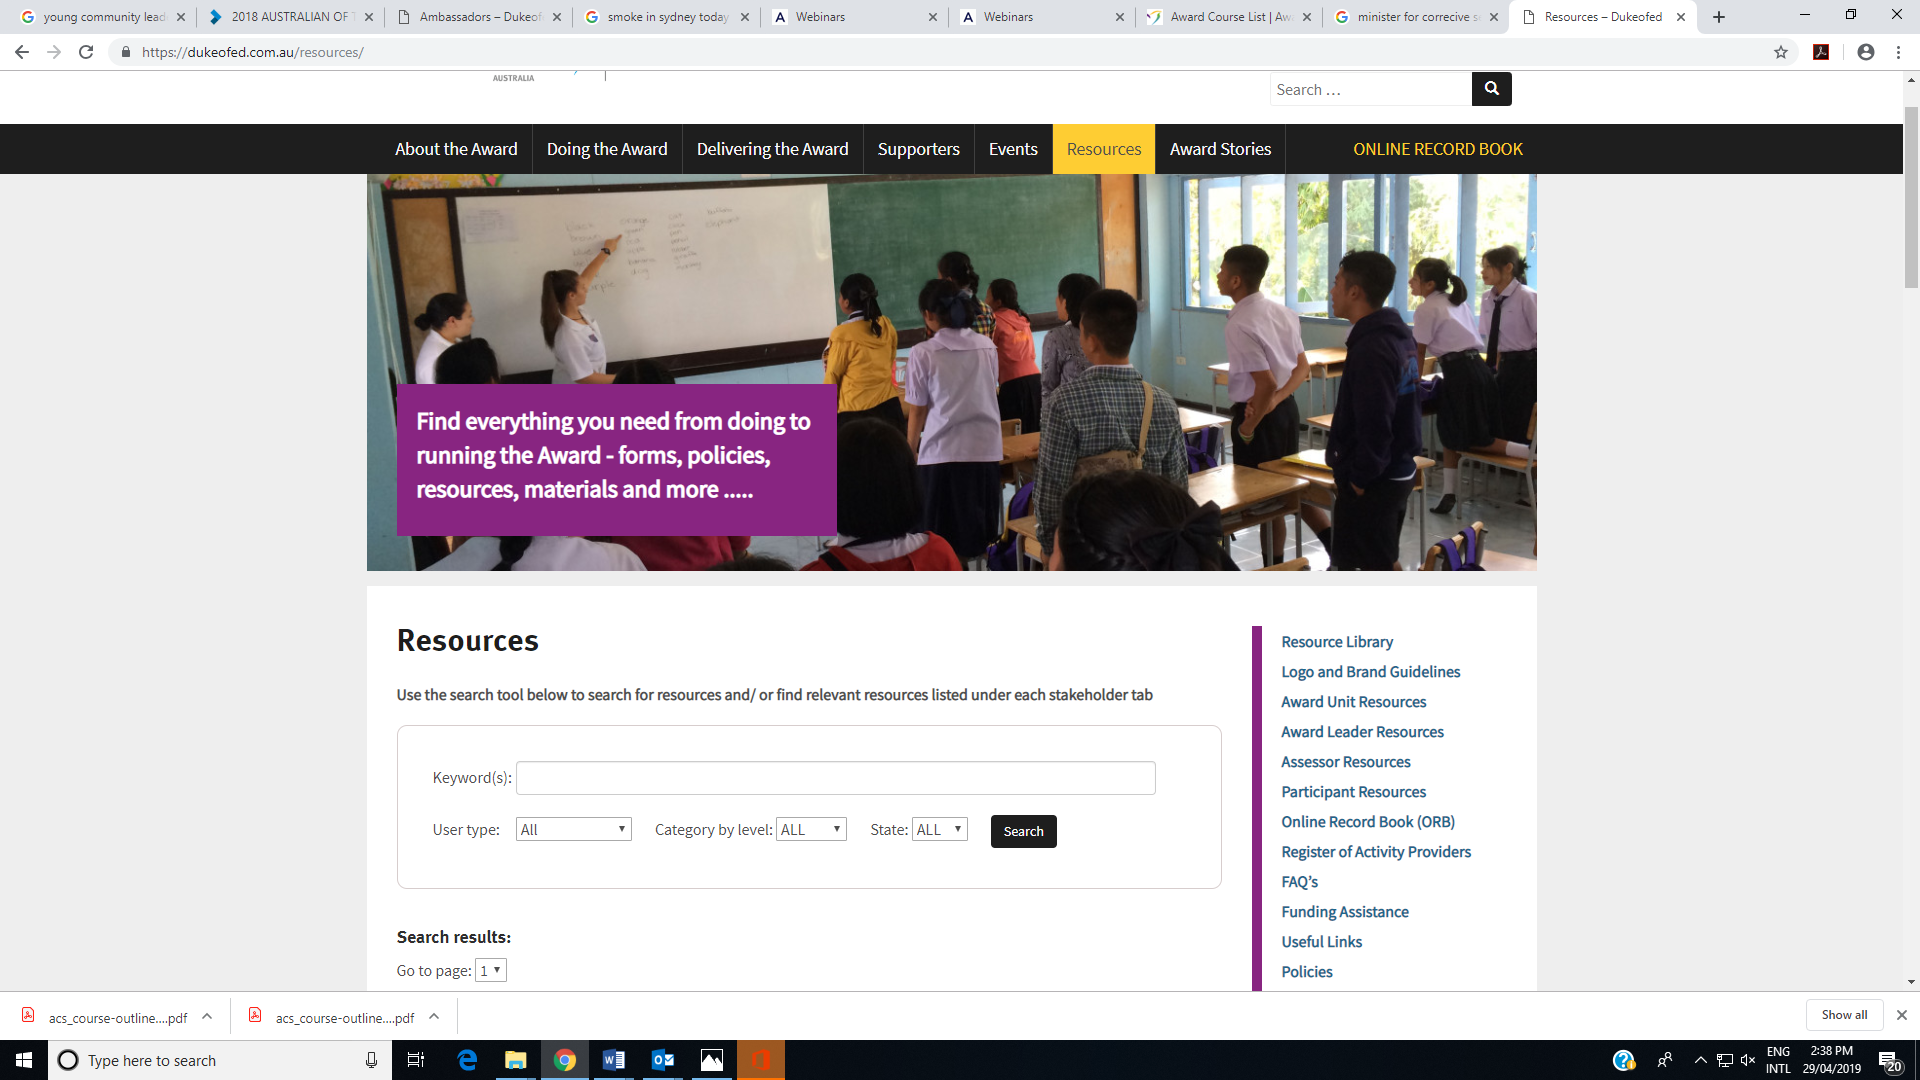 young community lead
2018 AUSTRALIAN OF T
Ambassadors – Dukeof
smoke in sydney today
Webinars
Webinars
Award Course List | Aw
minister for correcive s
Resources – Dukeofed
https://dukeofed.com.au/resources/
AUSTRALIA
Search …
About the Award
Doing the Award
Delivering the Award
Supporters
Events
Resources
Award Stories
ONLINE RECORD BOOK
Find everything you need from doing to
running the Award - forms, policies,
resources, materials and more .....
Resources
Use the search tool below to search for resources and/ or find relevant resources listed under each stakeholder tab
Keyword(s):
User type: All Category by level: ALL State: ALL Search
Search results:
Go to page: 1
Resource Library
Logo and Brand Guidelines
Award Unit Resources
Award Leader Resources
Assessor Resources
Participant Resources
Online Record Book (ORB)
Register of Activity Providers
FAQ’s
Funding Assistance
Useful Links
Policies
acs_course-outline....pdf
acs_course-outline....pdf
Show all
Type here to search
ENG
INTL
2:38 PM
29/04/2019
20